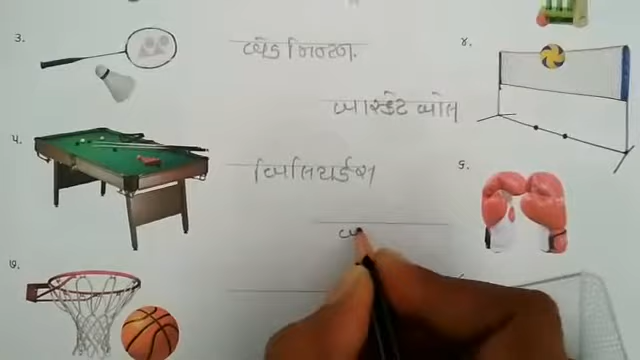 ૩.
બેડમિન્ટન.
૪.
બાસ્કેટ બોલ
૫.
બિલિયર્ડસ
૬.
બ
૭.